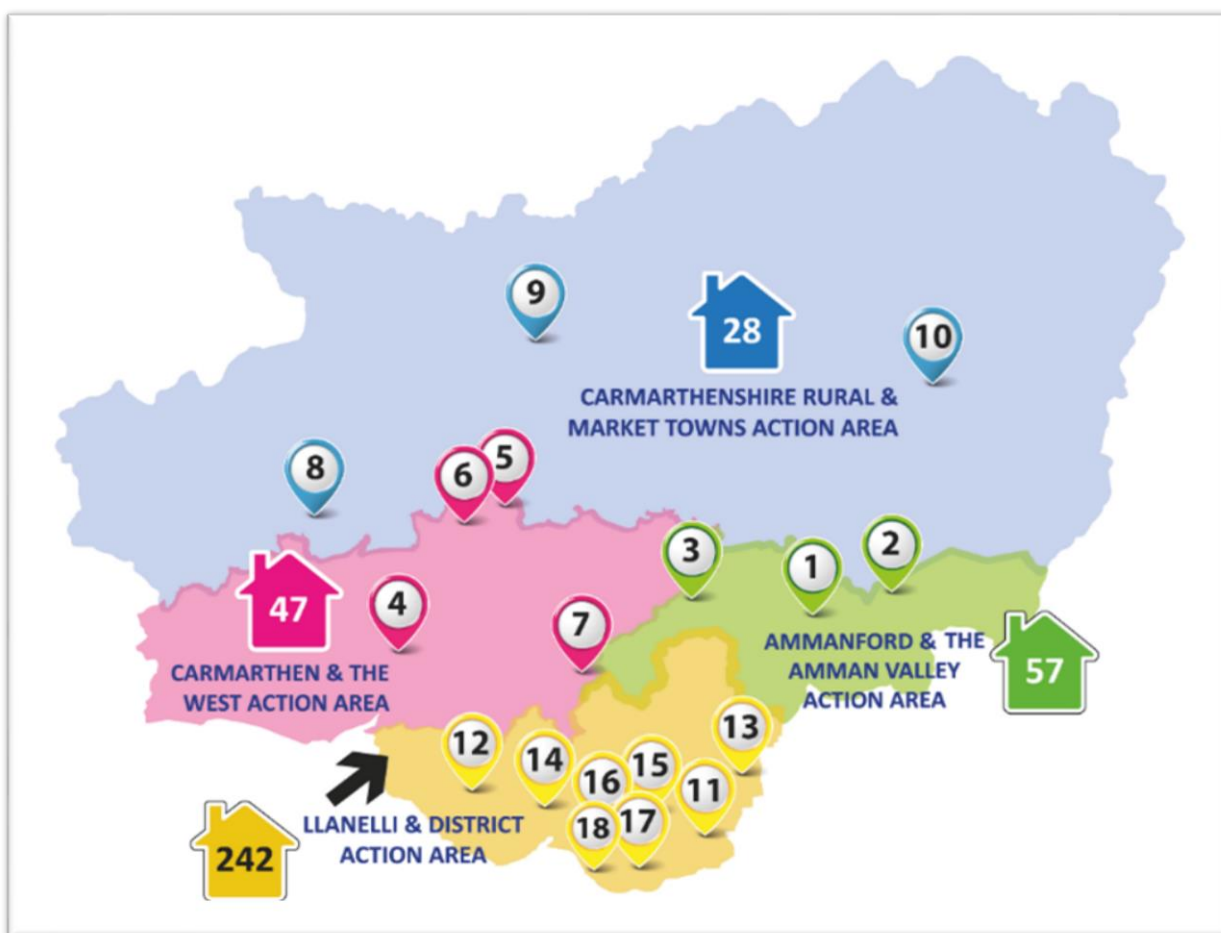 9
28
10
CARMARTHENSHIRE RURAL &
MARKET TOWNS ACTION AREA
8
6
5
3
1
2
47
4
7
CARMARTHEN & THE
WEST ACTION AREA
AMMANFORD & THE
AMMAN VALLEY
ACTION AREA
57
12
14
16
15
11
13
18
17
LLANELLI & DISTRICT
ACTION AREA
242